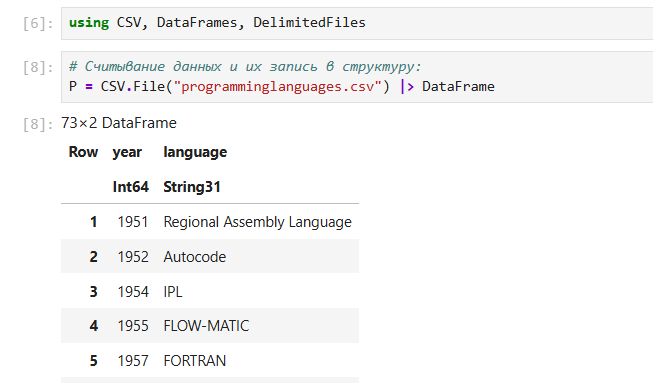 [6]: using CSV, DataFrames, DelimitedFiles
[8]: # Считывание данных и их запись в структуру:
P = CSV.File("programminglanguages.csv") |> DataFrame
[8]: 73×2 DataFrame
Row year language
Int64 String31
1 1951 Regional Assembly Language
2 1952 Autocode
3 1954 IPL
4 1955 FLOW-MATIC
5 1957 FORTRAN